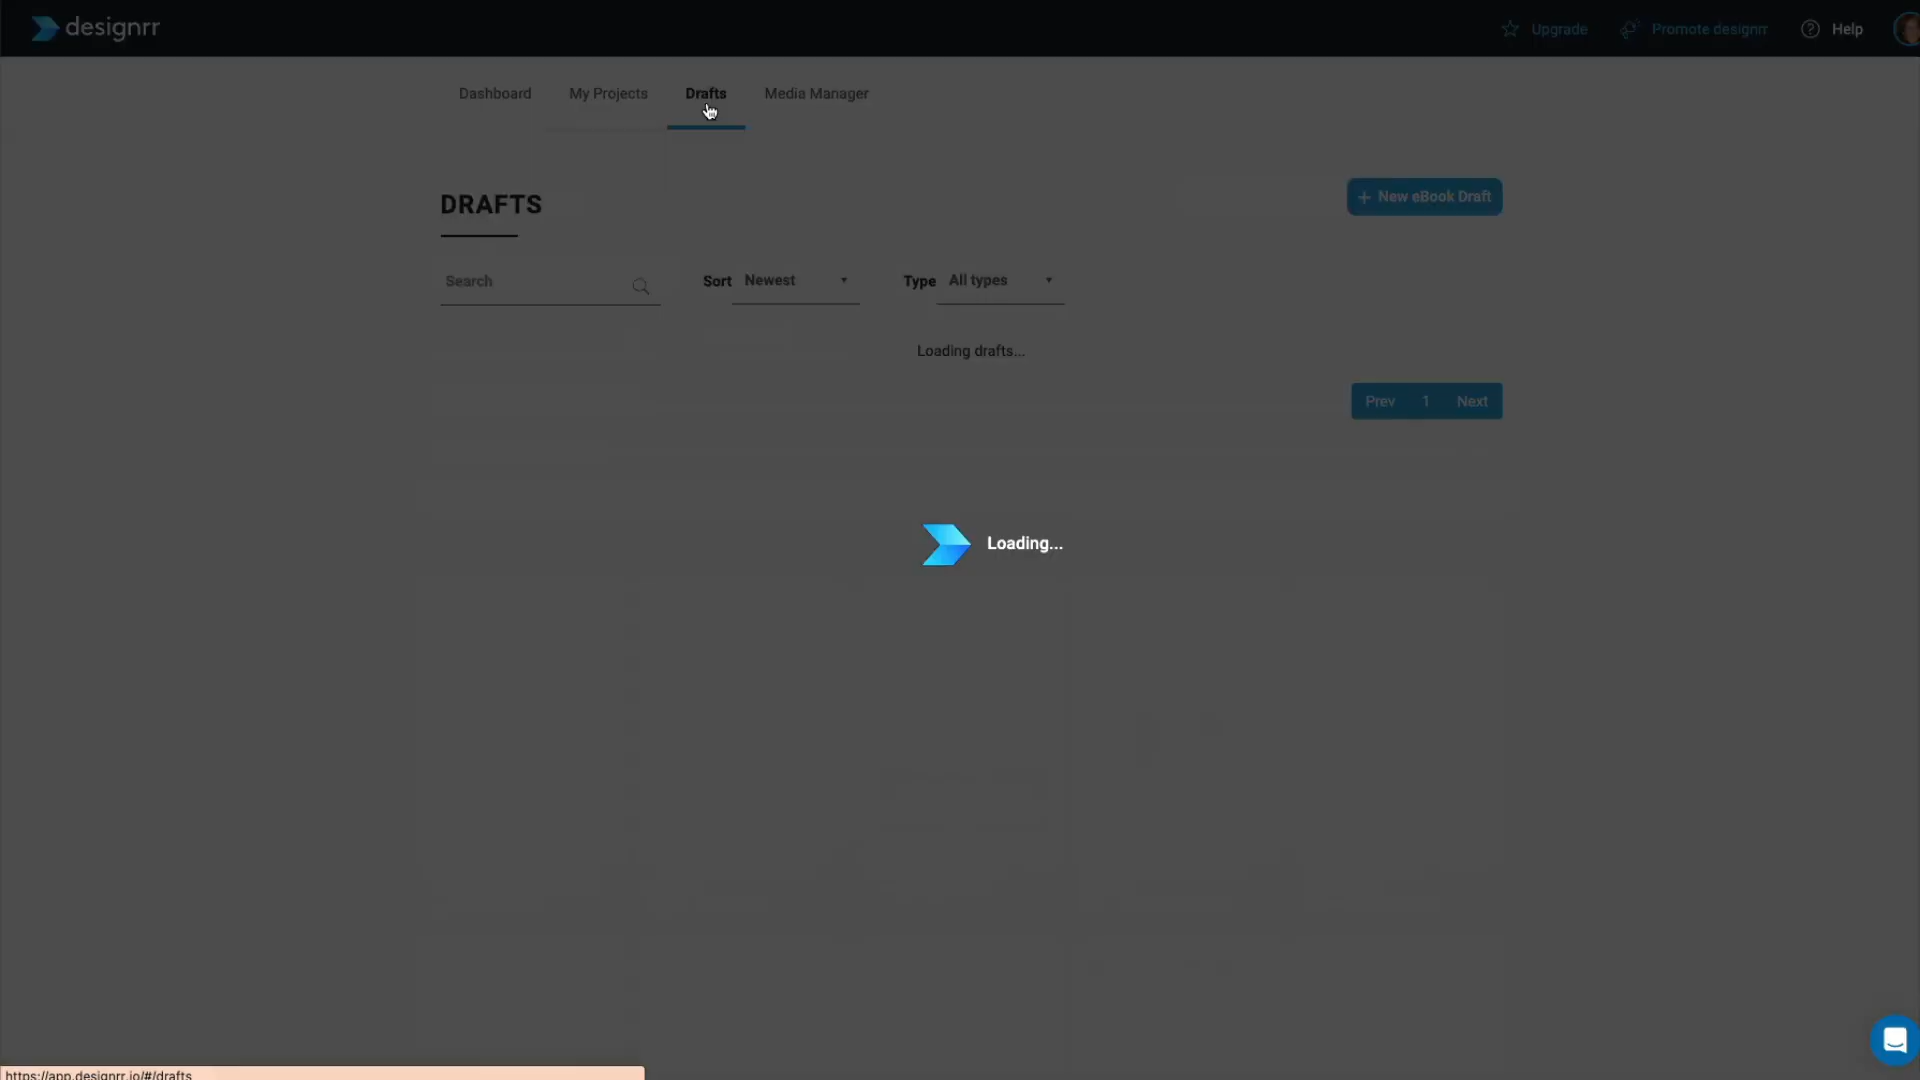 designrr
Upgrade
Promote designrr
Help
Dashboard
My Projects
Drafts
Media Manager
DRAFTS
+ New eBook Draft
Search
Sort Newest
Type All types
Loading drafts...
Prev 1 Next
Loading...
https://app.designrr.io/#/drafts